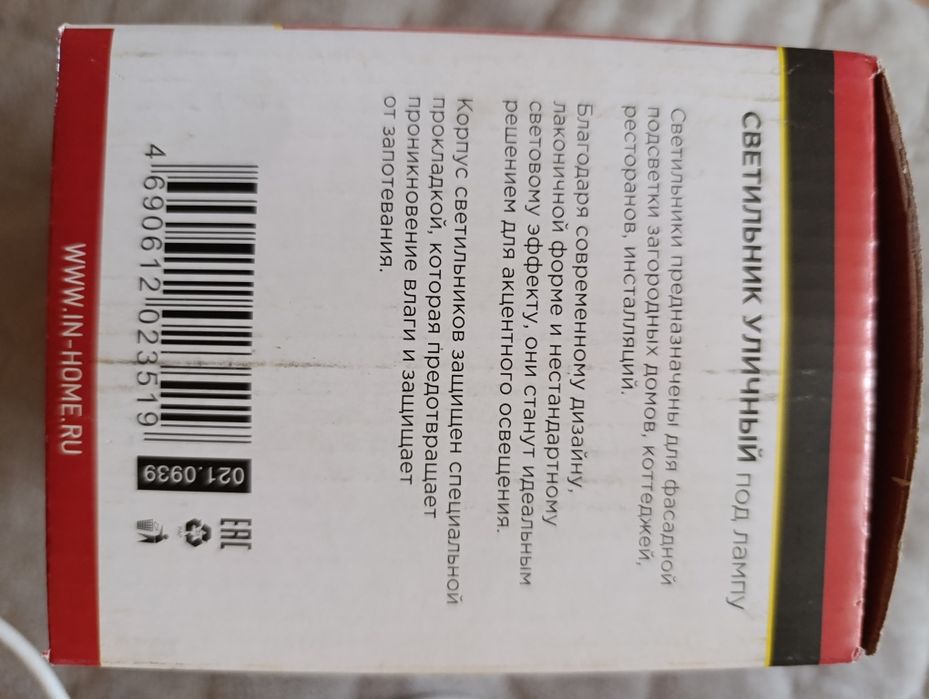 СВЕТИЛЬНИК УЛИЧНЫЙ ПОД ЛАМПУ
Светильники предназначены для фасадной
подсветки загородных домов, коттеджей,
ресторанов, инсталляций.
Благодаря современному дизайну,
лаконичной форме и нестандартному
световому эффекту, они станут идеальным
решением для акцентного освещения.
Корпус светильников защищен специальной
прокладкой, которая предотвращает
проникновение влаги и защищает
от запотевания.
4 690612 023519
021.0939
EAC
PAP
WWW.IN-HOME.RU